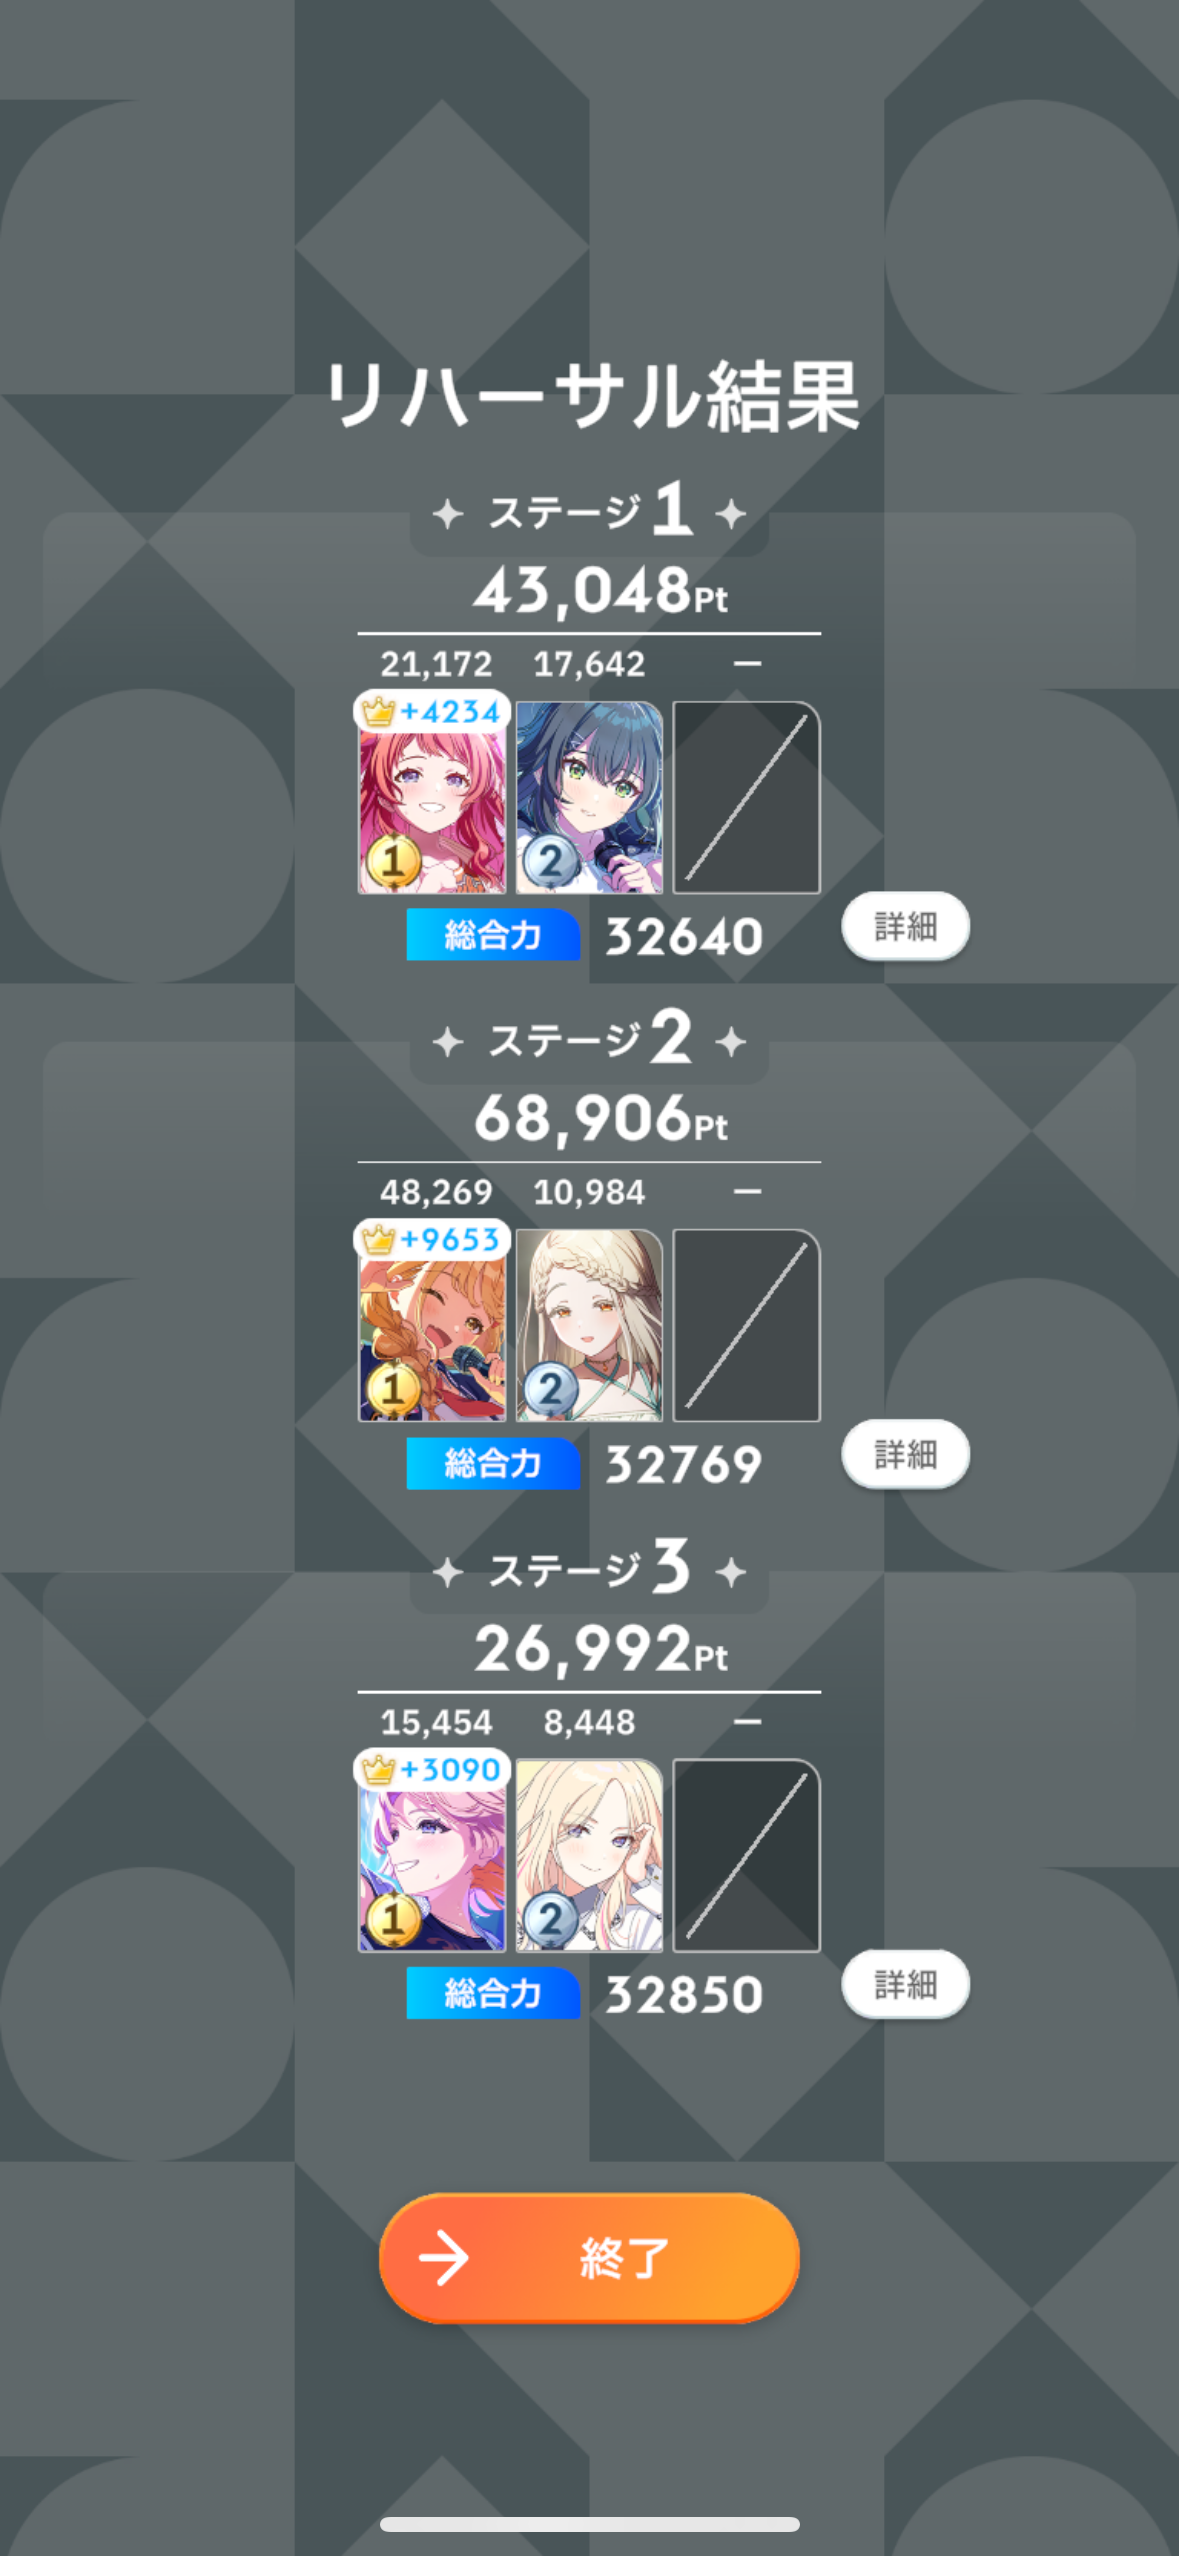 リハーサル結果
ステージ1
43,048Pt
21,172 17,642 —
+4234
1 2
総合力 32640 詳細
ステージ2
68,906Pt
48,269 10,984 —
+9653
1 2
総合力 32769 詳細
ステージ3
26,992Pt
15,454 8,448 —
+3090
1 2
総合力 32850 詳細
終了